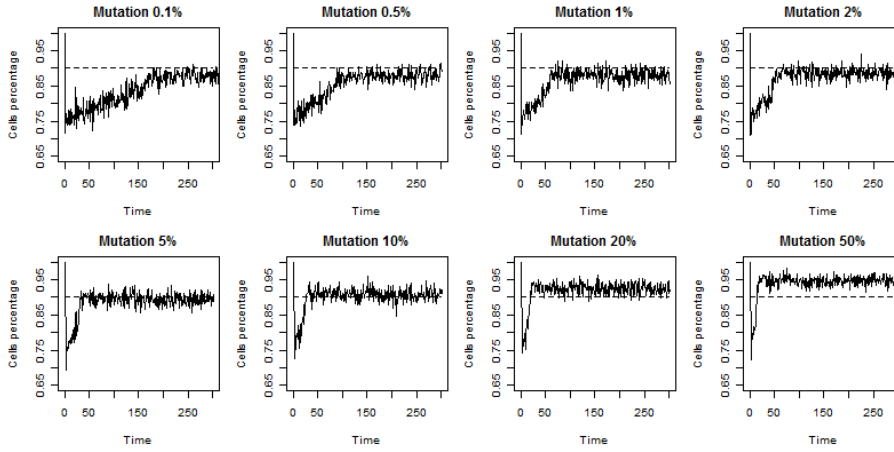 Mutation 0.1%
Mutation 0.5%
Mutation 1%
Mutation 2%
Cells percentage
0.65 0.75 0.85 0.95
0 50 150 250
Time
Cells percentage
0.65 0.75 0.85 0.95
0 50 150 250
Time
Cells percentage
0.65 0.75 0.85 0.95
0 50 150 250
Time
Cells percentage
0.65 0.75 0.85 0.95
0 50 150 250
Time
Mutation 5%
Mutation 10%
Mutation 20%
Mutation 50%
Cells percentage
0.65 0.75 0.85 0.95
0 50 150 250
Time
Cells percentage
0.65 0.75 0.85 0.95
0 50 150 250
Time
Cells percentage
0.65 0.75 0.85 0.95
0 50 150 250
Time
Cells percentage
0.65 0.75 0.85 0.95
0 50 150 250
Time